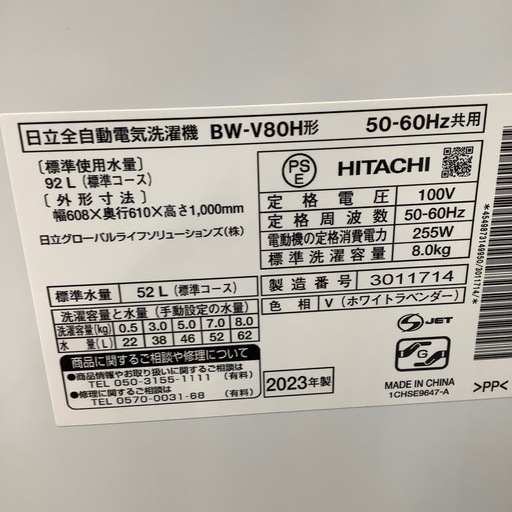 日立全自動電気洗濯機 BW-V80H形 50-60Hz共用
〔標準使用水量〕
92 L（標準コース）
〔外形寸法〕
幅608×奥行610×高さ1,000mm
日立グローバルライフソリューションズ（株）
PS E HITACHI
定格電圧 100V
定格周波数 50-60Hz
電動機の定格消費電力 255W
標準洗濯容量 8.0kg
製造番号 3011714
色相 V（ホワイトラベンダー）
標準水量 52 L（標準コース）
洗濯容量と水量（手動設定の水量）
洗濯容量(kg) 0.5 3.0 5.0 7.0 8.0
水量(L) 22 38 46 52 62
商品に関するご相談や修理について
●商品情報やお取り扱いに関するご相談
TEL 050-3155-1111（有料）
●修理に関するご相談
TEL 0570-0031-68（有料）
2023年製
S JET
G
MADE IN CHINA
1CHSE9647-A
*4549873149550/3011714/*
>PP<